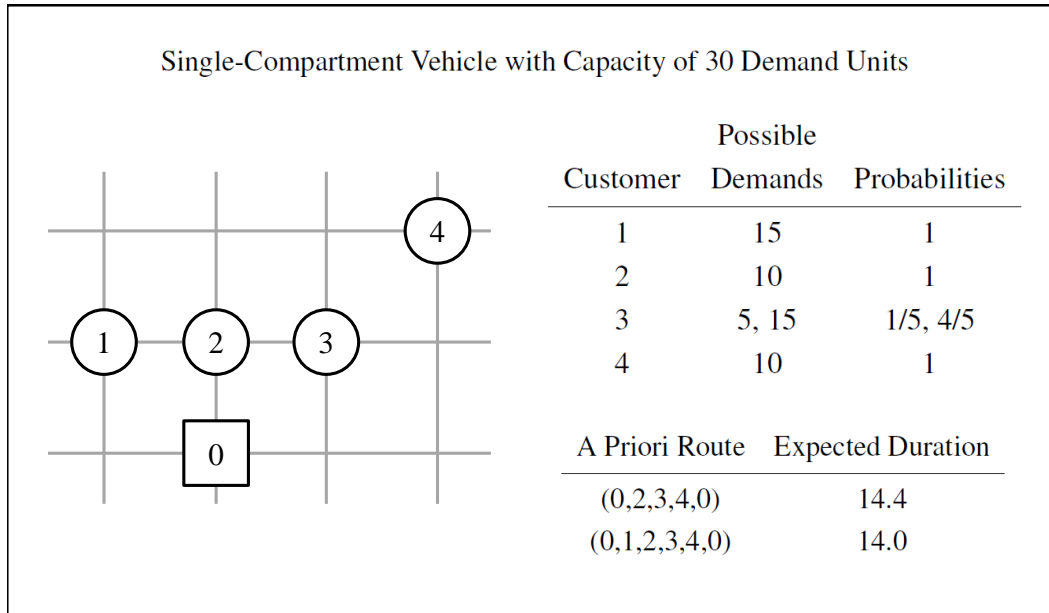 Single-Compartment Vehicle with Capacity of 30 Demand Units
4
1 2 3
0
Possible
Customer Demands Probabilities
1 15 1
2 10 1
3 5, 15 1/5, 4/5
4 10 1
A Priori Route Expected Duration
(0,2,3,4,0) 14.4
(0,1,2,3,4,0) 14.0